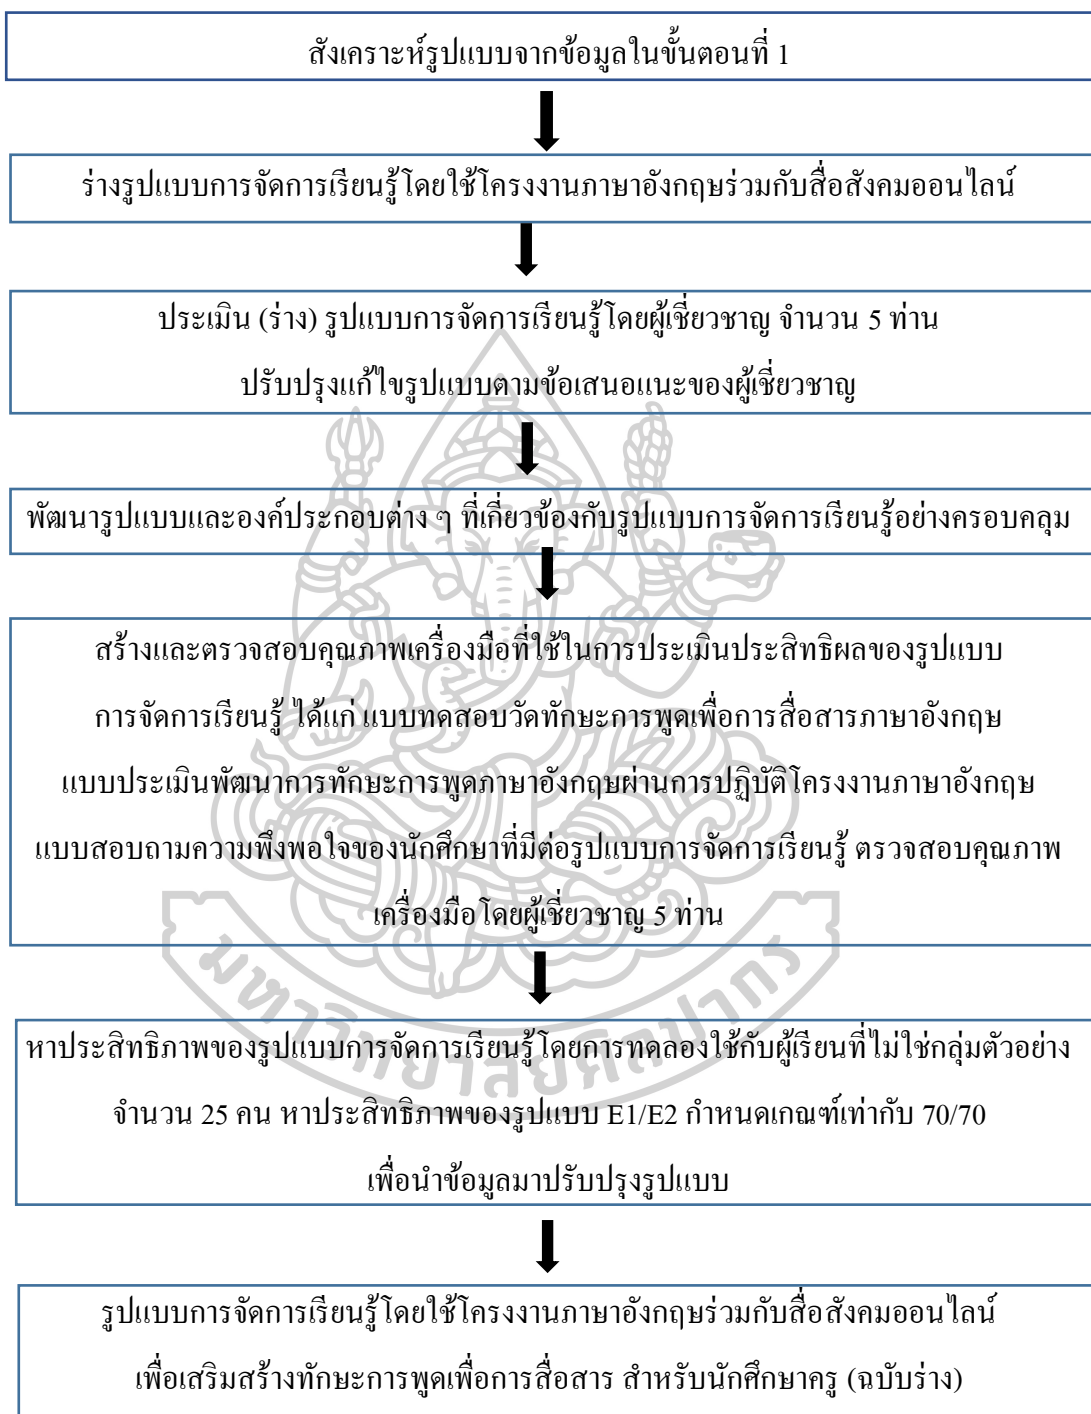 สังเคราะห์รูปแบบจากข้อมูลในขั้นตอนที่ 1
ร่างรูปแบบการจัดการเรียนรู้โดยใช้โครงงานภาษาอังกฤษร่วมกับสื่อสังคมออนไลน์
ประเมิน (ร่าง) รูปแบบการจัดการเรียนรู้โดยผู้เชี่ยวชาญ จำนวน 5 ท่าน
ปรับปรุงแก้ไขรูปแบบตามข้อเสนอแนะของผู้เชี่ยวชาญ
พัฒนารูปแบบและองค์ประกอบต่าง ๆ ที่เกี่ยวข้องกับรูปแบบการจัดการเรียนรู้อย่างครอบคลุม
สร้างและตรวจสอบคุณภาพเครื่องมือที่ใช้ในการประเมินประสิทธิผลของรูปแบบ
การจัดการเรียนรู้ ได้แก่ แบบทดสอบวัดทักษะการพูดเพื่อการสื่อสารภาษาอังกฤษ
แบบประเมินพัฒนาการทักษะการพูดภาษาอังกฤษผ่านการปฏิบัติโครงงานภาษาอังกฤษ
แบบสอบถามความพึงพอใจของนักศึกษาที่มีต่อรูปแบบการจัดการเรียนรู้ ตรวจสอบคุณภาพ
เครื่องมือโดยผู้เชี่ยวชาญ 5 ท่าน
มหาวิทยาลัยศิลปากร
หาประสิทธิภาพของรูปแบบการจัดการเรียนรู้โดยการทดลองใช้กับผู้เรียนที่ไม่ใช่กลุ่มตัวอย่าง
จำนวน 25 คน หาประสิทธิภาพของรูปแบบ E1/E2 กำหนดเกณฑ์เท่ากับ 70/70
เพื่อนำข้อมูลมาปรับปรุงรูปแบบ
รูปแบบการจัดการเรียนรู้โดยใช้โครงงานภาษาอังกฤษร่วมกับสื่อสังคมออนไลน์
เพื่อเสริมสร้างทักษะการพูดเพื่อการสื่อสาร สำหรับนักศึกษาครู (ฉบับร่าง)